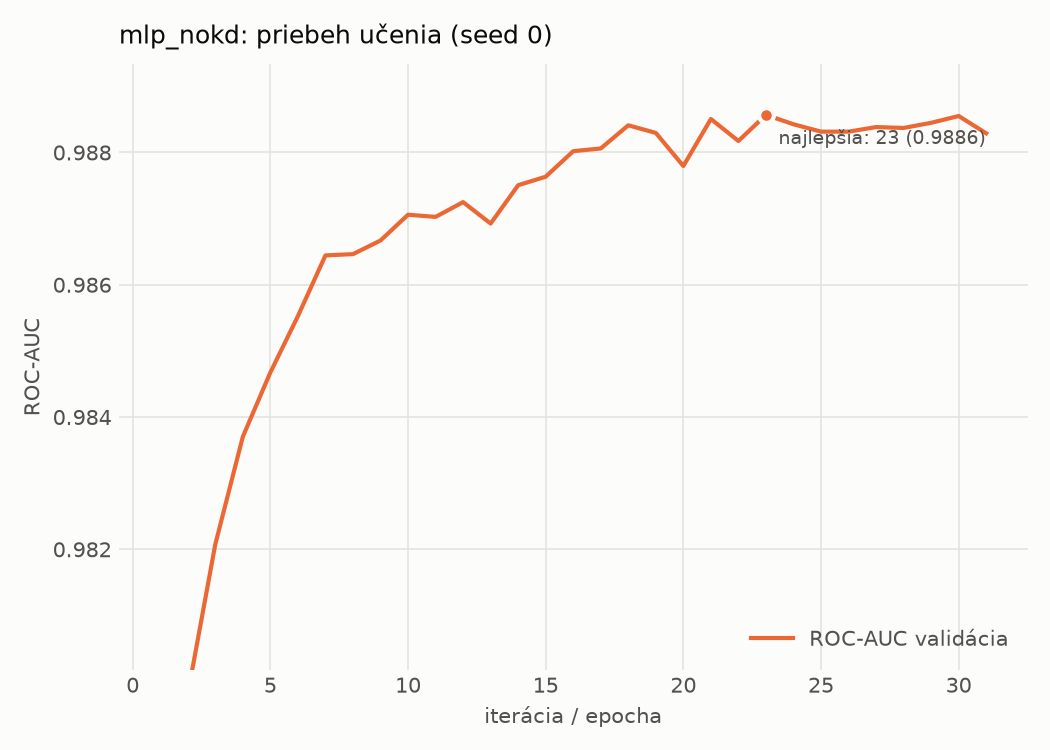 mlp_nokd: priebeh učenia (seed 0)
najlepšia: 23 (0.9886)
0.988
0.986
0.984
0.982
ROC-AUC
ROC-AUC validácia
0 5 10 15 20 25 30
iterácia / epocha